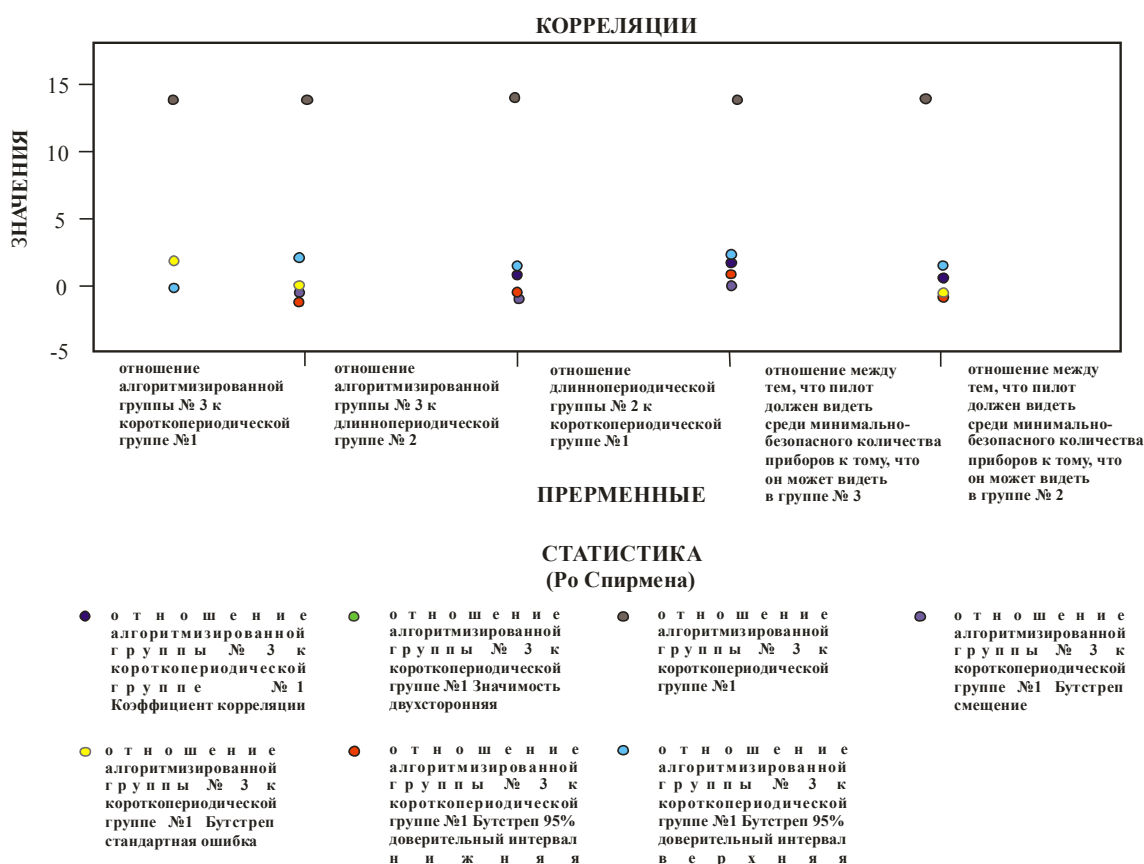 КОРРЕЛЯЦИИ
ЗНАЧЕНИЯ
15
10
5
0
-5
отношение
алгоритмизированной
группы № 3 к
короткопериодической
группе №1
отношение
алгоритмизированной
группы № 3 к
длиннопериодической
группе № 2
отношение
длиннопериодической
группы № 2 к
короткопериодической
группе №1
отношение между
тем, что пилот
должен видеть
среди минимально-
безопасного количества
приборов к тому, что
он может видеть
в группе № 3
отношение между
тем, что пилот
должен видеть
среди минимально-
безопасного количества
приборов к тому, что
он может видеть
в группе № 2
ПРЕРМЕННЫЕ
СТАТИСТИКА
(Ро Спирмена)
отношение
алгоритмизированной
группы № 3 к
короткопериодической
группе №1
Коэффициент корреляции
отношение
алгоритмизированной
группы № 3 к
короткопериодической
группе №1 Значимость
двухсторонняя
отношение
алгоритмизированной
группы № 3 к
короткопериодической
группе №1
отношение
алгоритмизированной
группы № 3 к
короткопериодической
группе №1 Бутстреп
смещение
отношение
алгоритмизированной
группы № 3 к
короткопериодической
группе №1 Бутстреп
стандартная ошибка
отношение
алгоритмизированной
группы № 3 к
короткопериодической
группе №1 Бутстреп 95%
доверительный интервал
нижняя
отношение
алгоритмизированной
группы № 3 к
короткопериодической
группе №1 Бутстреп 95%
доверительный интервал
верхняя